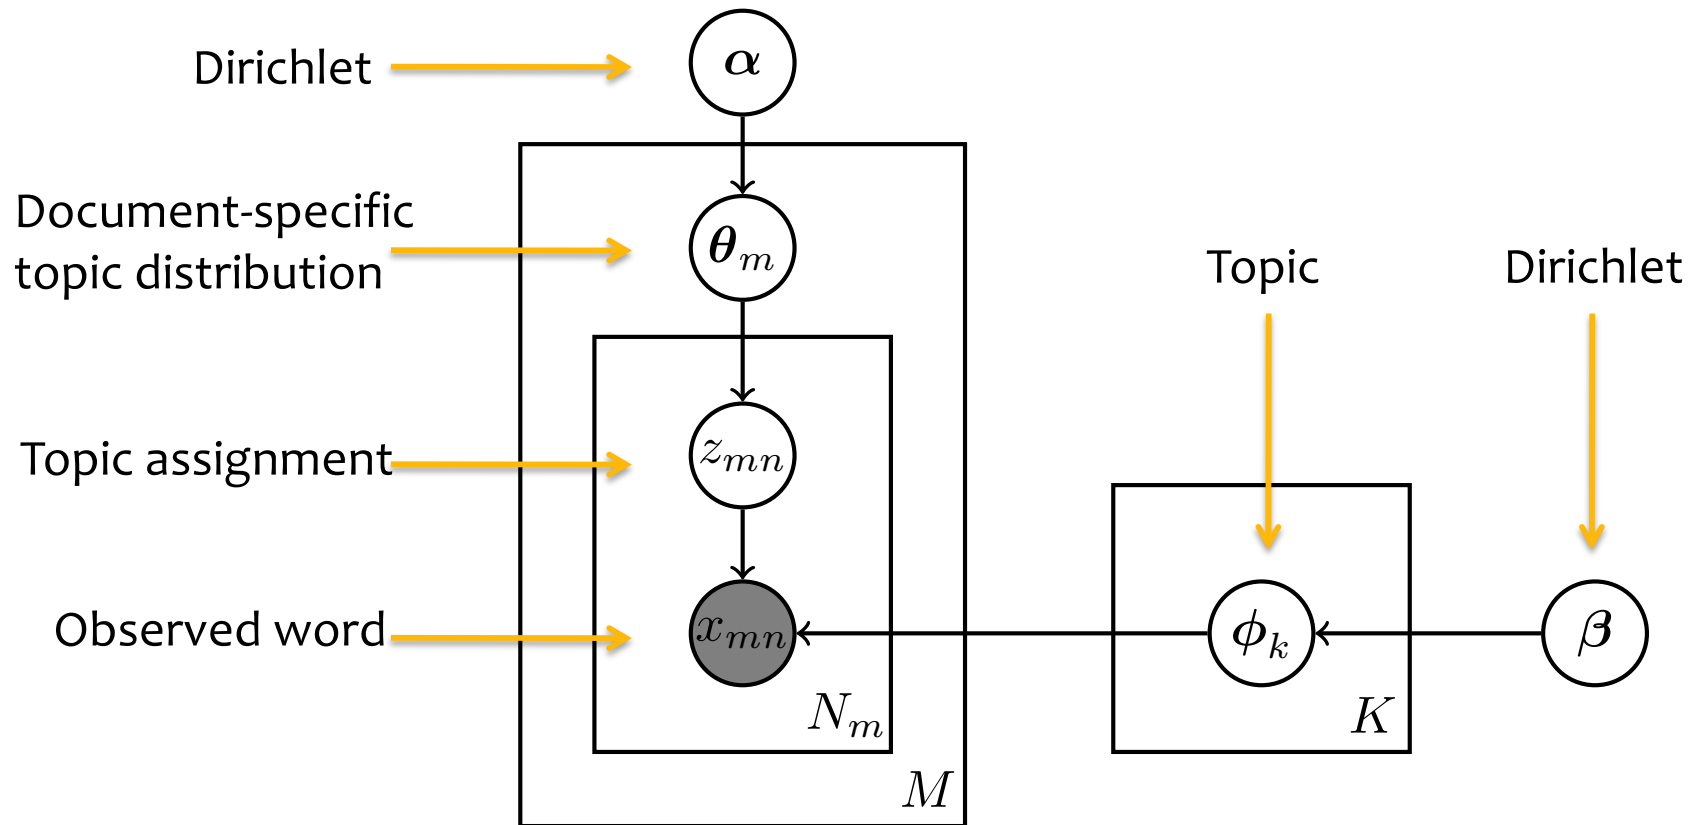 Dirichlet
α
Document-specific
topic distribution
θₘ
Topic
Dirichlet
Topic assignment
zₘₙ
Observed word
xₘₙ
ϕₖ
β
Nₘ
K
M